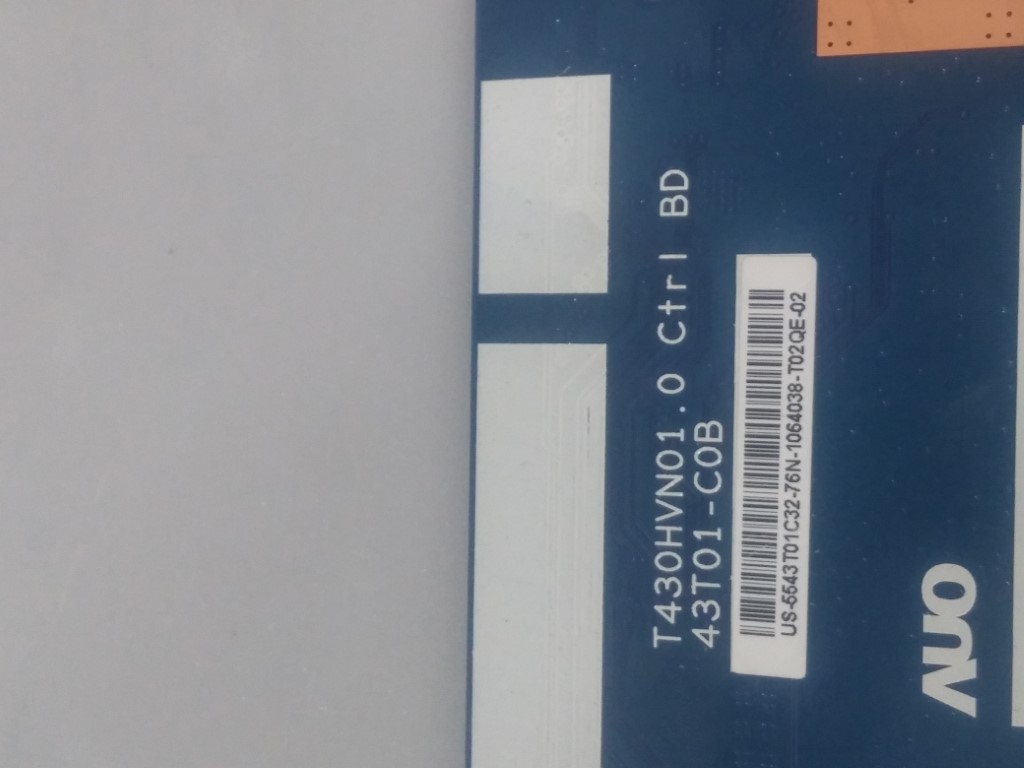 T430HVN01.0 Ctrl BD
43T01-C0B
US-5543T01C32-76N-1064038-T02QE-02
AUO